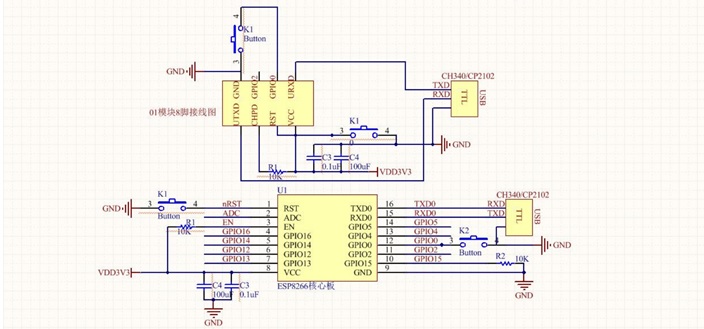 4
K1
Button
3
GND
CH340/CP2102
GND
GPIO2
GPIO0
URXD
TXD
RXD
TTL
USB
01模块8脚接线图
UTXD
CHPD
RST
VCC
K1
3
4
GND
R1
10K
C3
0.1uF
C4
100uF
VDD3V3
U1
CH340/CP2102
K1
GND
3
4
Button
nRST
1
RST
TXD0
16
TXD0
RXD
ADC
2
ADC
RXD0
15
RXD0
TXD
TTL
USB
R1
10K
EN
3
EN
GPIO5
14
GPIO5
GPIO16
4
GPIO16
GPIO4
13
GPIO4
K2
GPIO14
5
GPIO14
GPIO0
12
GPIO0
3
4
GND
GPIO12
6
GPIO12
GPIO2
11
GPIO2
Button
GPIO13
7
GPIO13
GPIO15
10
GPIO15
R2
10K
VDD3V3
8
VCC
GND
9
ESP8266核心板
C4
100uF
C3
0.1uF
GND
GND